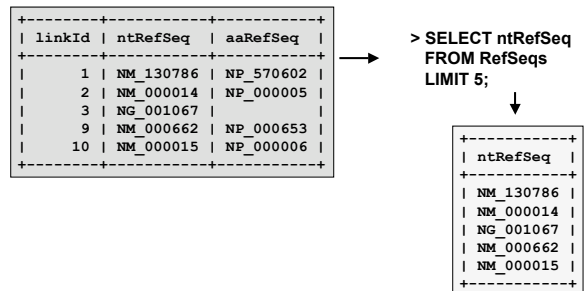 +--------+-----------+-----------+
| linkId | ntRefSeq | aaRefSeq |
+--------+-----------+-----------+
| 1 | NM_130786 | NP_570602 |
| 2 | NM_000014 | NP_000005 |
| 3 | NG_001067 | |
| 9 | NM_000662 | NP_000653 |
| 10 | NM_000015 | NP_000006 |
+--------+-----------+-----------+
> SELECT ntRefSeq
FROM RefSeqs
LIMIT 5;
+-----------+
| ntRefSeq |
+-----------+
| NM_130786 |
| NM_000014 |
| NG_001067 |
| NM_000662 |
| NM_000015 |
+-----------+